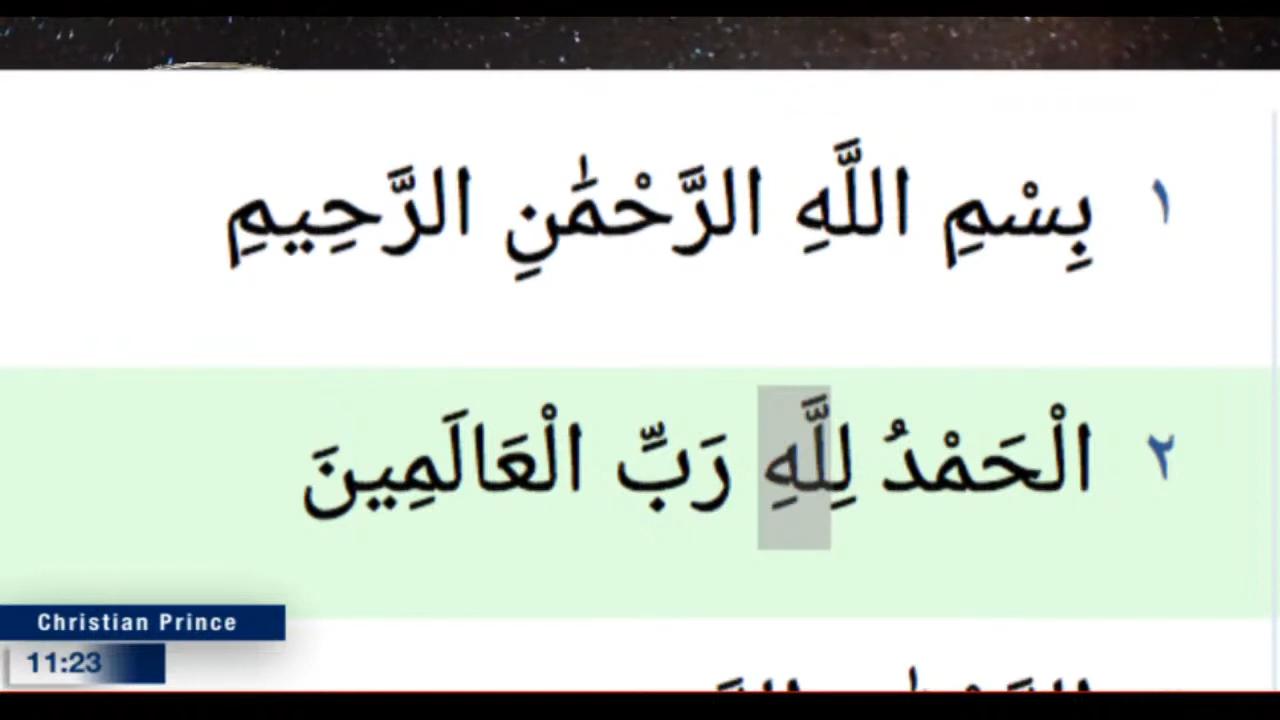 ١ بِسْمِ اللَّهِ الرَّحْمَٰنِ الرَّحِيمِ
٢ الْحَمْدُ لِلَّهِ رَبِّ الْعَالَمِينَ
Christian Prince
11:23